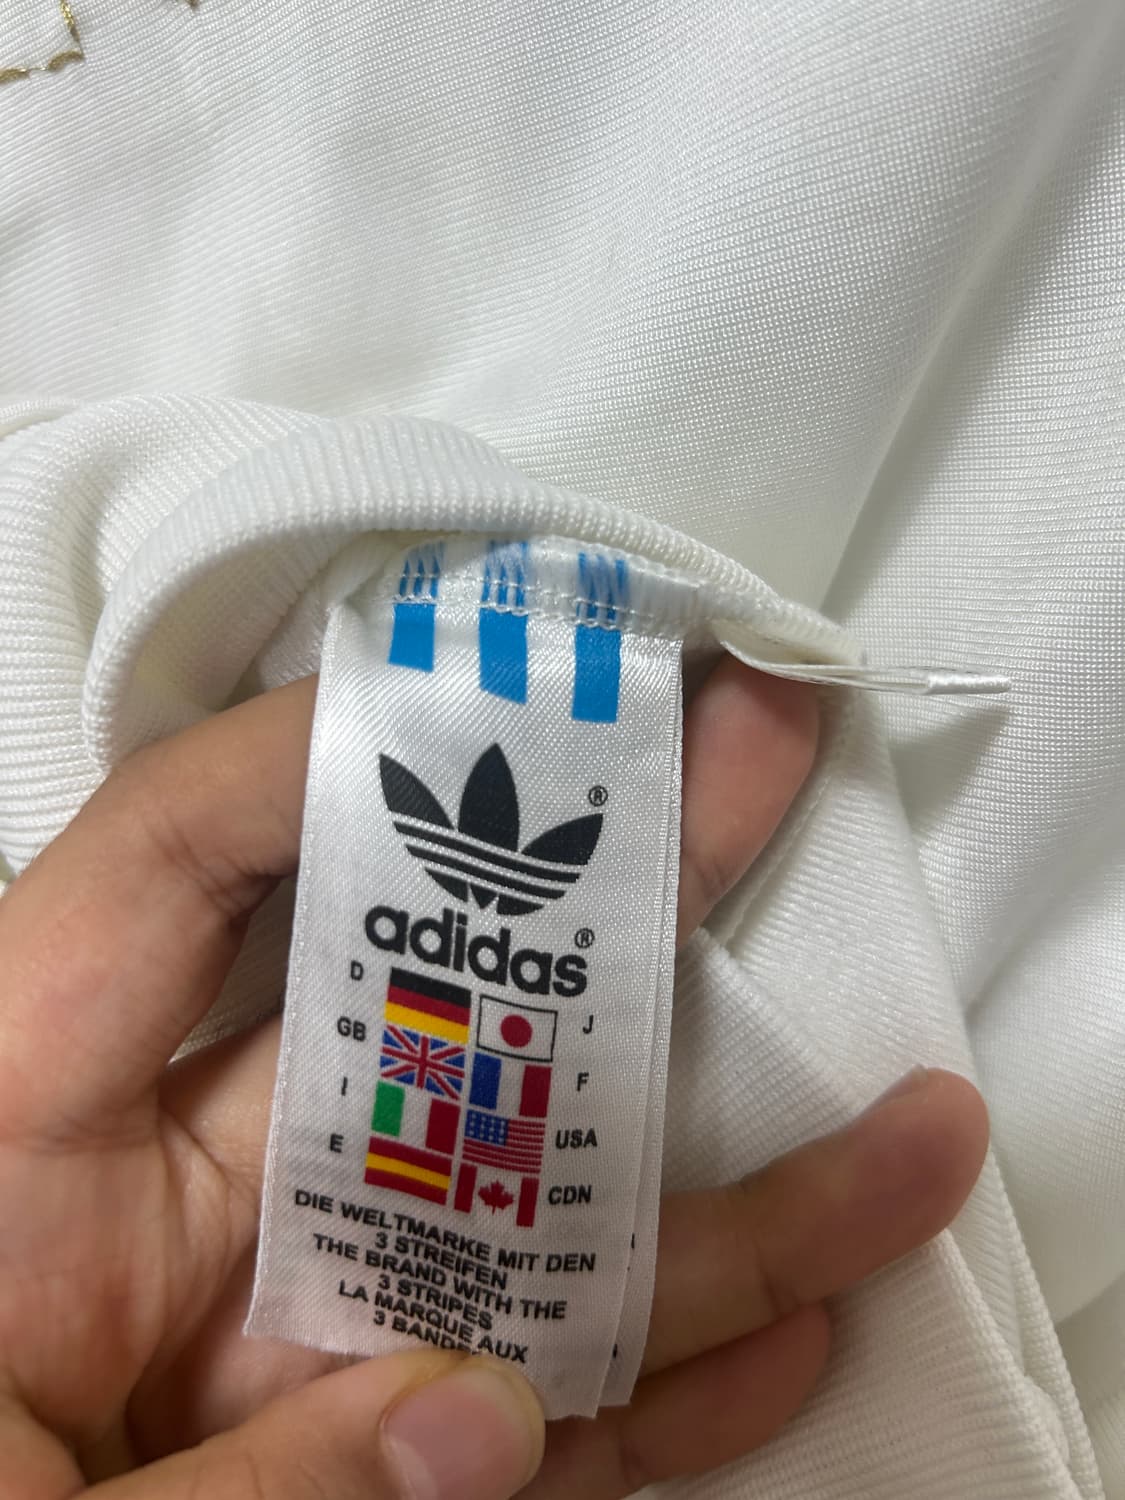 ®
adidas®
D
J
GB
F
I
USA
E
CDN
DIE WELTMARKE MIT DEN
3 STREIFEN
THE BRAND WITH THE
3 STRIPES
LA MARQUE AUX
3